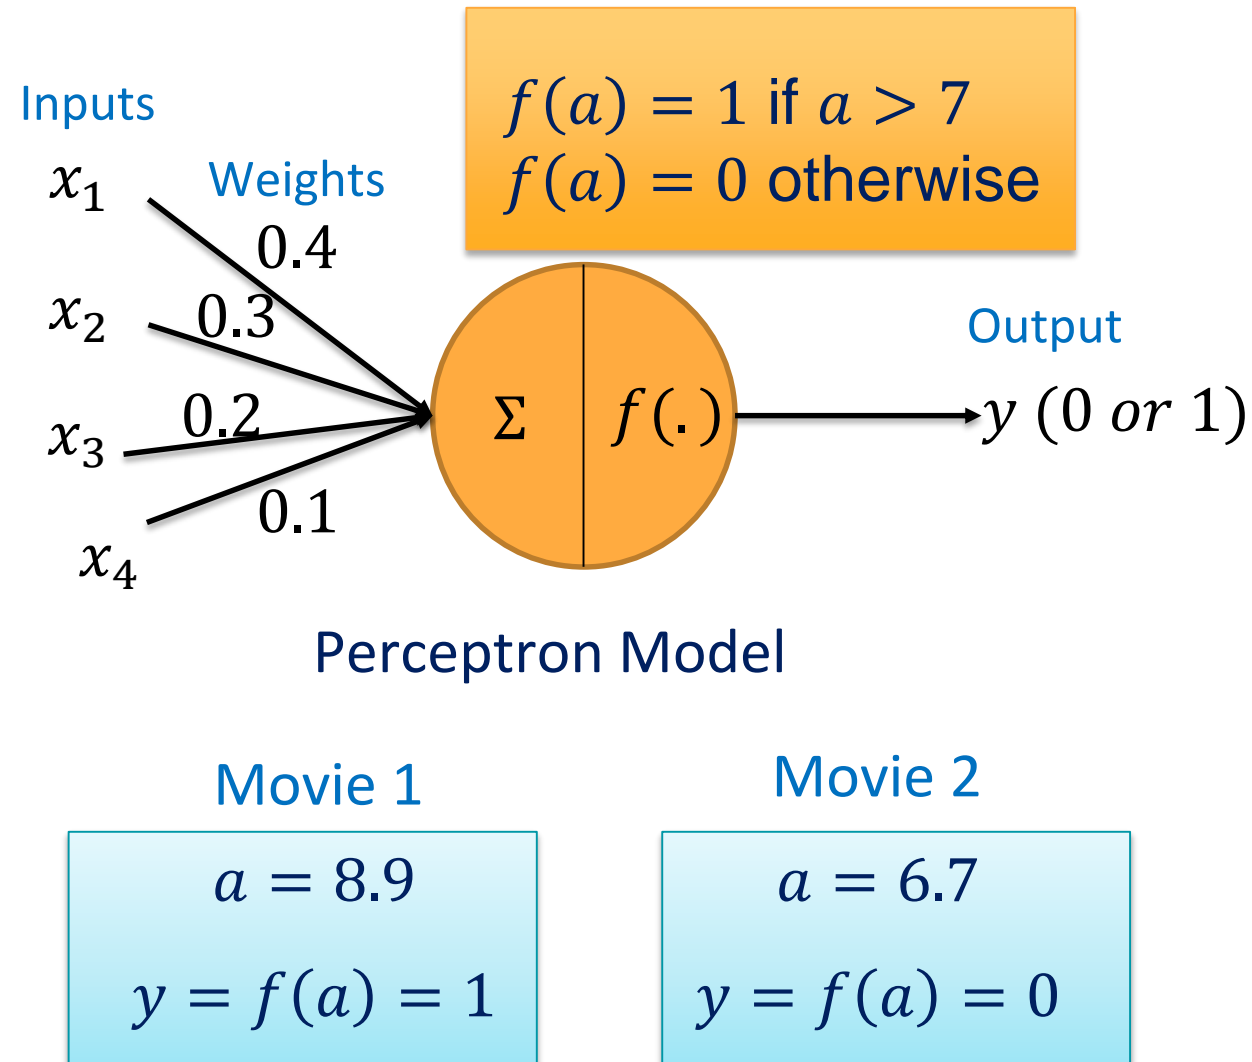 f(a) = 1 if a > 7
f(a) = 0 otherwise
Inputs
Weights
x₁
0.4
x₂
0.3
x₃
0.2
x₄
0.1
Σ
f(.)
Output
y (0 or 1)
Perceptron Model
Movie 1
a = 8.9
y = f(a) = 1
Movie 2
a = 6.7
y = f(a) = 0